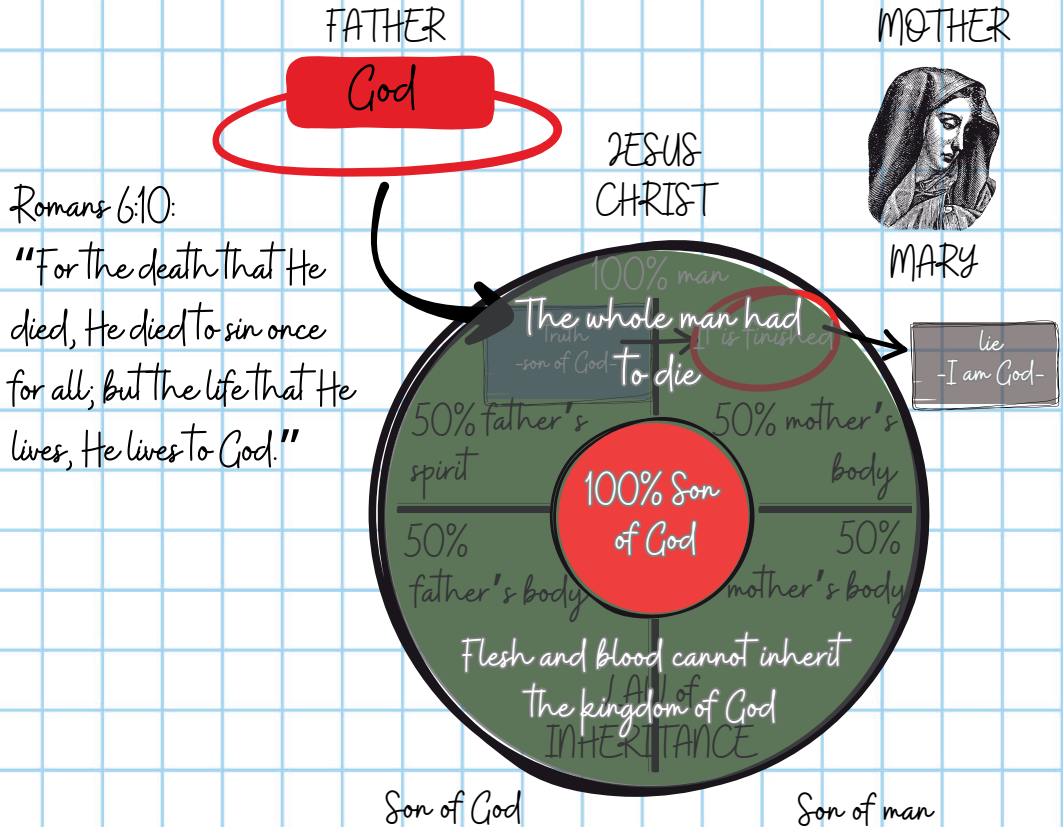 FATHER
MOTHER
God
JESUS
CHRIST
Romans 6:10:
"For the death that He
died, He died to sin once
for all; but the life that He
lives, He lives to God."
MARY
100% man
The whole man had
to die
Truth
-son of God-
IT is finished
lie
-I am God-
50% father's
spirit
50% mother's
body
100% Son
of God
50%
father's body
50%
mother's body
Flesh and blood cannot inherit
the kingdom of God
LAW of
INHERITANCE
Son of God
Son of man